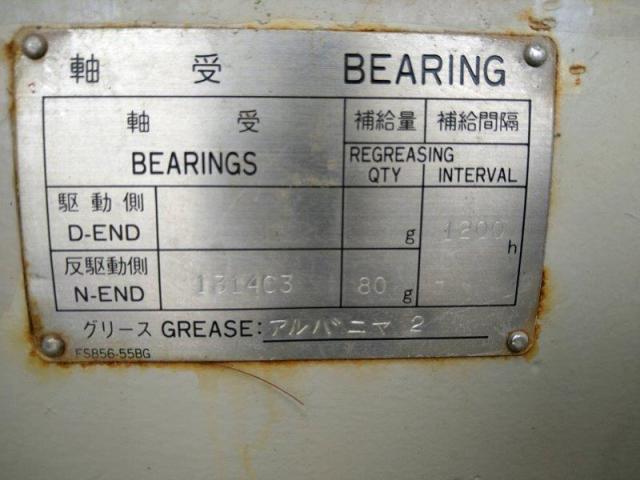 軸 受 BEARING
軸 受 補給量 補給間隔
BEARINGS REGREASING QTY INTERVAL
駆動側
D-END g 1200 h
反駆動側
N-END 1314C3 80 g -
グリース GREASE: アルバニヤ 2
FS856-55BG